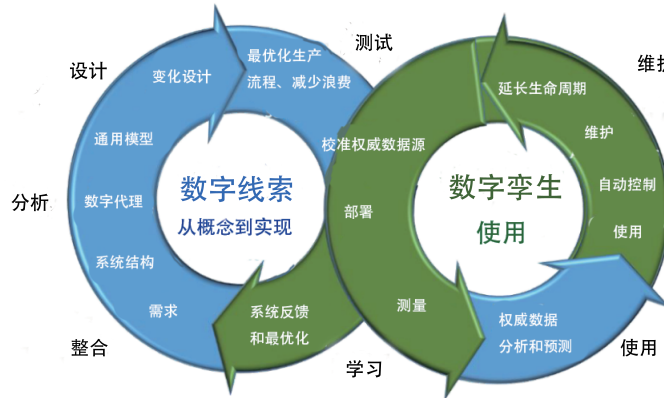 测试
设计
维护
最优化生产
流程、减少浪费
变化设计
延长生命周期
通用模型
校准权威数据源
维护
数字线索
从概念到实现
数字孪生
使用
自动控制
分析
数字代理
部署
使用
系统结构
需求
系统反馈
和最优化
测量
权威数据
分析和预测
整合
学习
使用